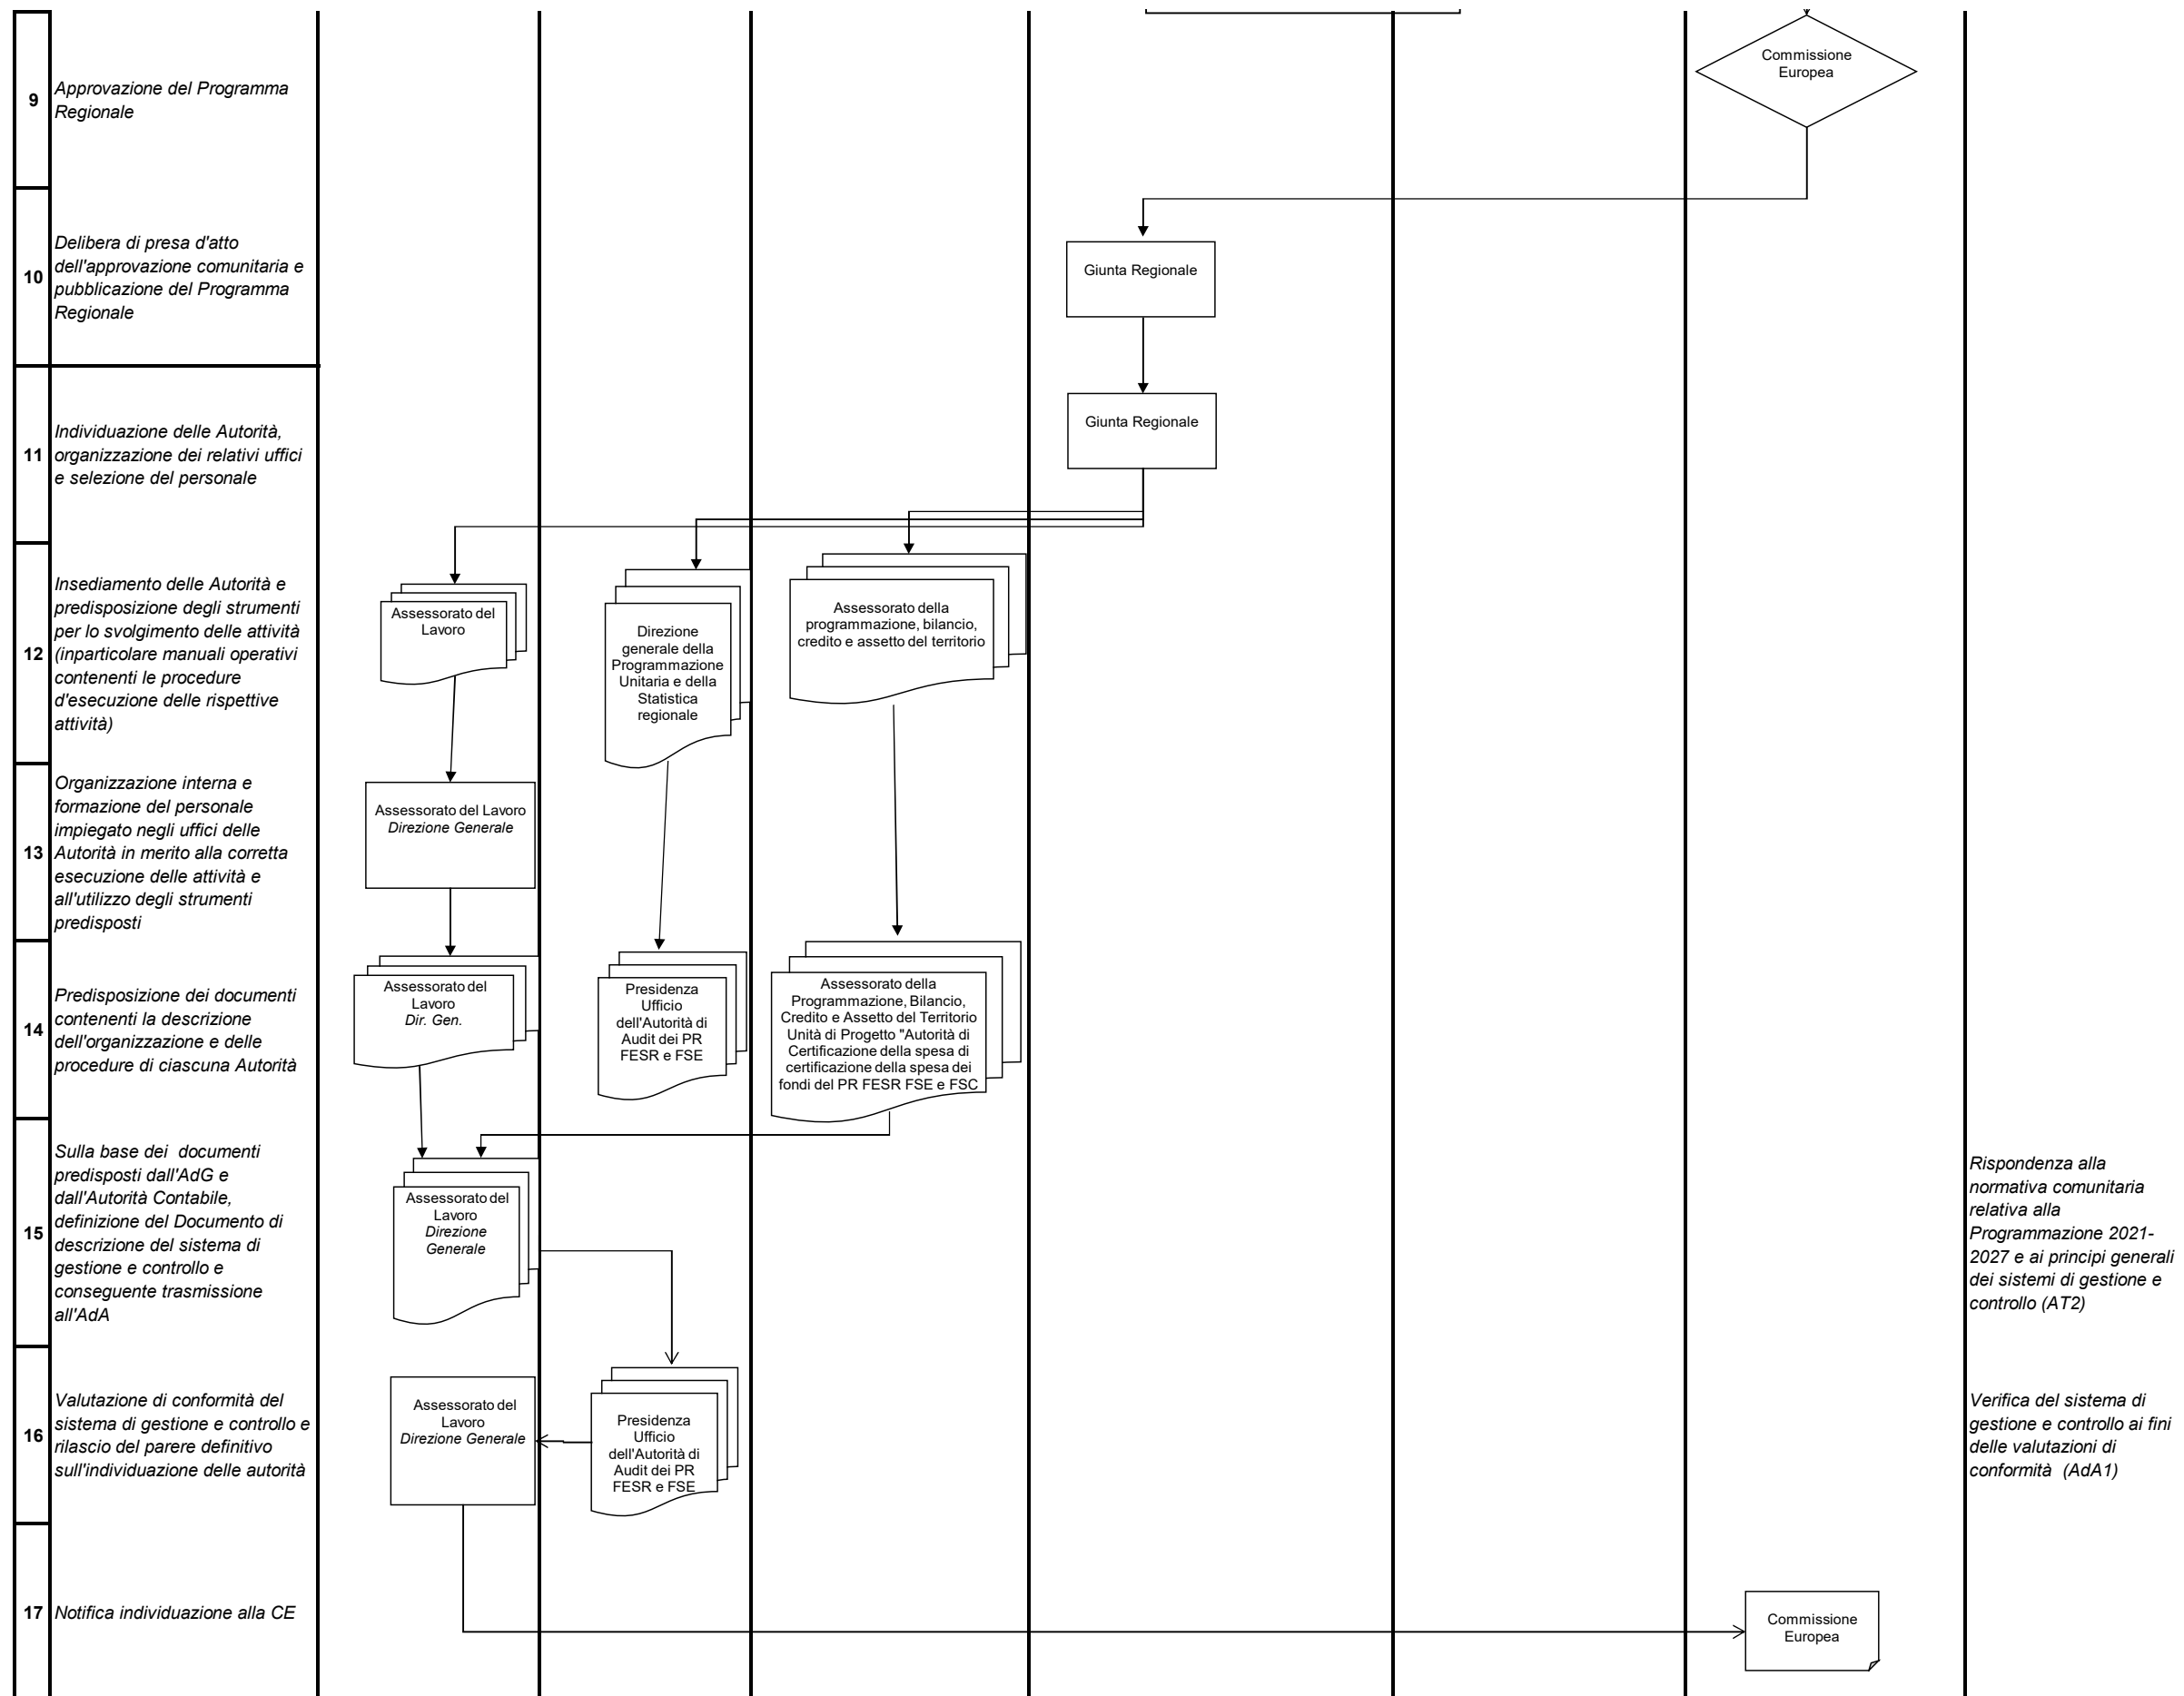 9
Approvazione del Programma
Regionale
Commissione
Europea
10
Delibera di presa d'atto
dell'approvazione comunitaria e
pubblicazione del Programma
Regionale
Giunta Regionale
11
Individuazione delle Autorità,
organizzazione dei relativi uffici
e selezione del personale
Giunta Regionale
12
Insediamento delle Autorità e
predisposizione degli strumenti
per lo svolgimento delle attività
(inparticolare manuali operativi
contenenti le procedure
d'esecuzione delle rispettive
attività)
Assessorato del
Lavoro
Direzione
generale della
Programmazione
Unitaria e della
Statistica
regionale
Assessorato della
programmazione, bilancio,
credito e assetto del territorio
13
Organizzazione interna e
formazione del personale
impiegato negli uffici delle
Autorità in merito alla corretta
esecuzione delle attività e
all'utilizzo degli strumenti
predisposti
Assessorato del Lavoro
Direzione Generale
14
Predisposizione dei documenti
contenenti la descrizione
dell'organizzazione e delle
procedure di ciascuna Autorità
Assessorato del
Lavoro
Dir. Gen.
Presidenza
Ufficio
dell'Autorità di
Audit dei PR
FESR e FSE
Assessorato della
Programmazione, Bilancio,
Credito e Assetto del Territorio
Unità di Progetto "Autorità di
Certificazione della spesa di
certificazione della spesa dei
fondi del PR FESR FSE e FSC
15
Sulla base dei  documenti
predisposti dall'AdG e
dall'Autorità Contabile,
definizione del Documento di
descrizione del sistema di
gestione e controllo e
conseguente trasmissione
all'AdA
Assessorato del
Lavoro
Direzione
Generale
Rispondenza alla
normativa comunitaria
relativa alla
Programmazione 2021-
2027 e ai principi generali
dei sistemi di gestione e
controllo (AT2)
16
Valutazione di conformità del
sistema di gestione e controllo e
rilascio del parere definitivo
sull'individuazione delle autorità
Assessorato del
Lavoro
Direzione Generale
Presidenza
Ufficio
dell'Autorità di
Audit dei PR
FESR e FSE
Verifica del sistema di
gestione e controllo ai fini
delle valutazioni di
conformità  (AdA1)
17
Notifica individuazione alla CE
Commissione
Europea